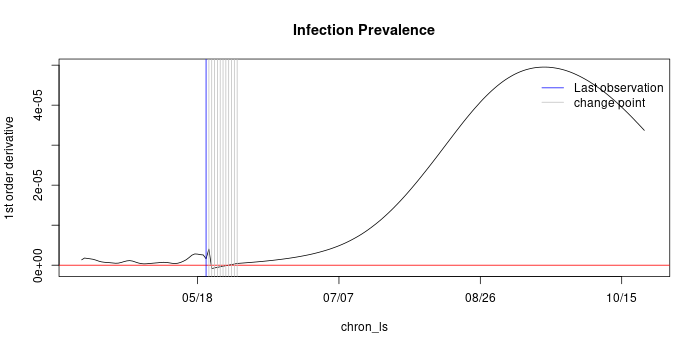 Infection Prevalence
1st order derivative
4e-05
2e-05
0e+00
Last observation
change point
05/18
07/07
08/26
10/15
chron_ls